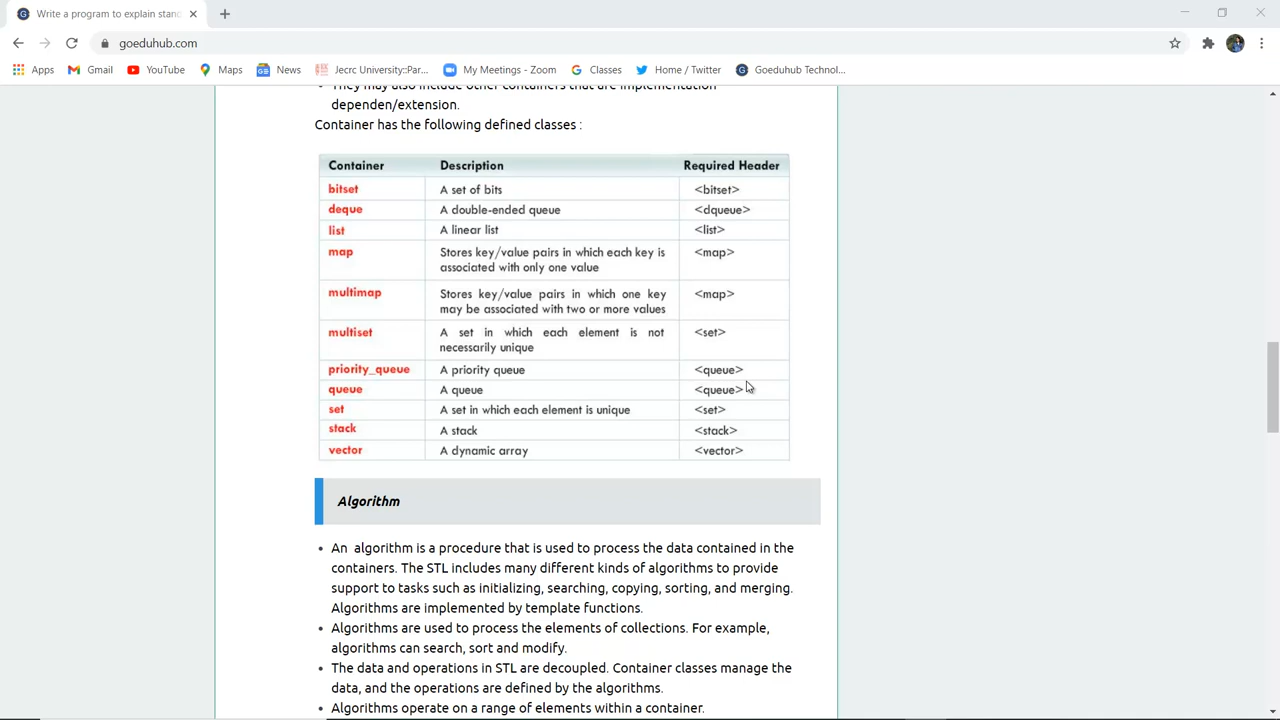 Write a program to explain stand
goeduhub.com
Apps Gmail YouTube Maps News Jecrc University::Par... My Meetings - Zoom Classes Home / Twitter Goeduhub Technol...
They may also include other containers that are implementation
dependen/extension.
Container has the following defined classes :
Container Description Required Header
bitset A set of bits <bitset>
deque A double-ended queue <dqueue>
list A linear list <list>
map Stores key/value pairs in which each key is <map>
associated with only one value
multimap Stores key/value pairs in which one key <map>
may be associated with two or more values
multiset A set in which each element is not <set>
necessarily unique
priority_queue A priority queue <queue>
queue A queue <queue>
set A set in which each element is unique <set>
stack A stack <stack>
vector A dynamic array <vector>
Algorithm
• An algorithm is a procedure that is used to process the data contained in the
containers. The STL includes many different kinds of algorithms to provide
support to tasks such as initializing, searching, copying, sorting, and merging.
Algorithms are implemented by template functions.
• Algorithms are used to process the elements of collections. For example,
algorithms can search, sort and modify.
• The data and operations in STL are decoupled. Container classes manage the
data, and the operations are defined by the algorithms.
• Algorithms operate on a range of elements within a container.